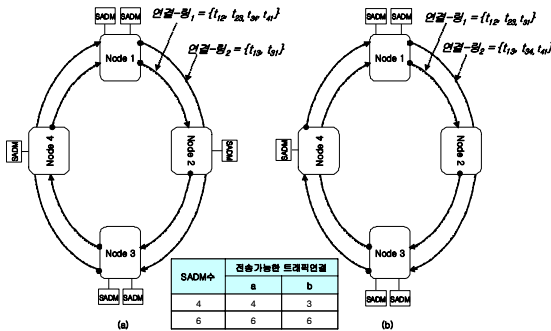 SADM SADM
연결-링1 = {t12, t23, t34, t41}
연결-링2 = {t13, t31}
Node 1
Node 4
SADM
Node 2
SADM
Node 3
SADM SADM
(a)
SADM수 전송가능한 트래픽연결
a b
4 4 3
6 6 6
SADM SADM
연결-링1 = {t12, t23, t31}
연결-링2 = {t13, t34, t41}
Node 1
Node 4
SADM
Node 2
Node 3
SADM SADM
(b)